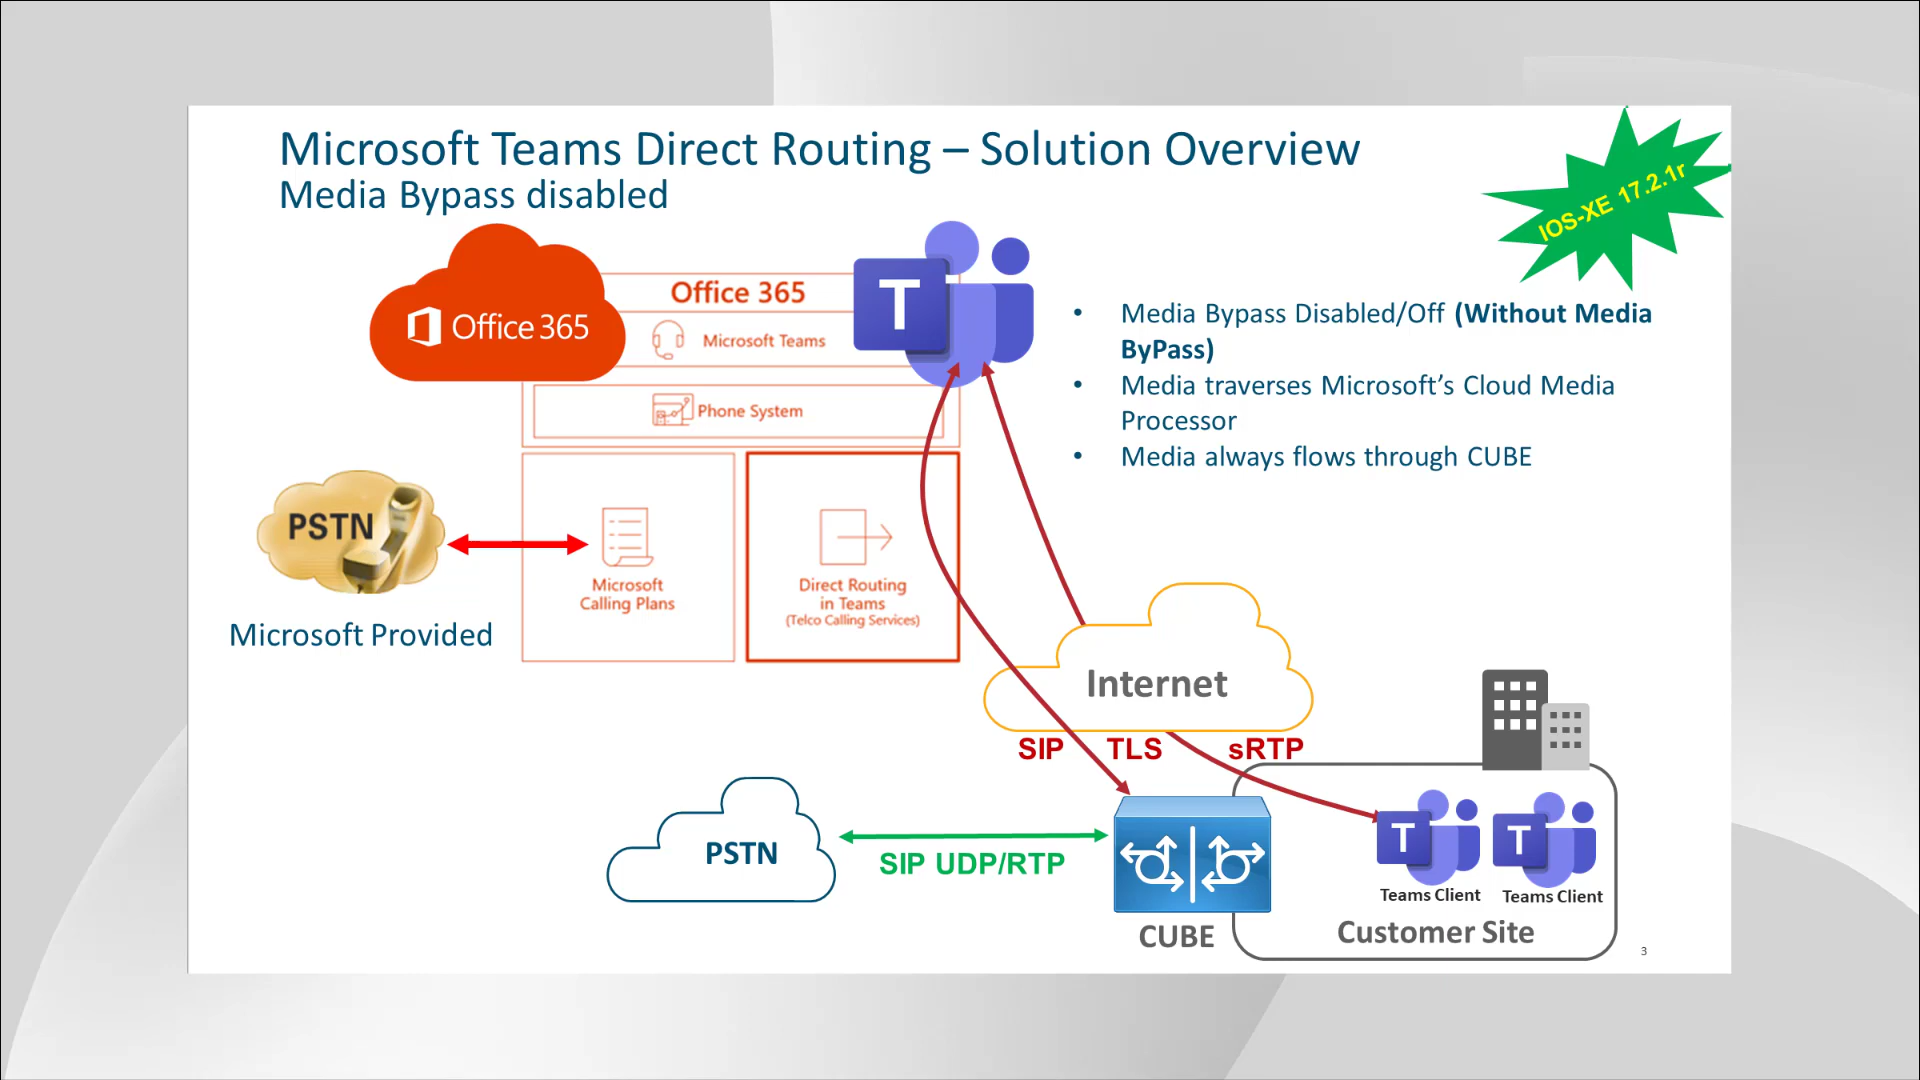 Microsoft Teams Direct Routing – Solution Overview
Media Bypass disabled
IOS-XE 17.2.1r
Office 365
Office 365
Microsoft Teams
T
Phone System
• Media Bypass Disabled/Off (Without Media
ByPass)
• Media traverses Microsoft’s Cloud Media
Processor
• Media always flows through CUBE
PSTN
Microsoft Provided
Microsoft
Calling Plans
Direct Routing
in Teams
(Telco Calling Services)
Internet
SIP TLS sRTP
PSTN
SIP UDP/RTP
CUBE
T
T
Teams Client
Teams Client
Customer Site
3